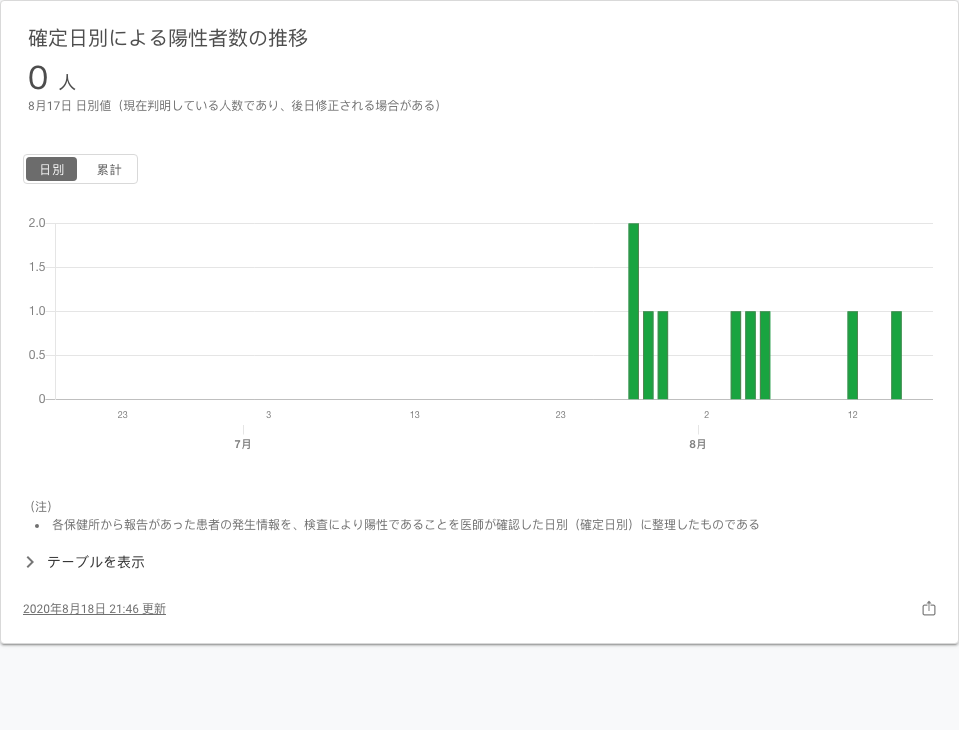 確定日別による陽性者数の推移
0 人
8月17日 日別値（現在判明している人数であり、後日修正される場合がある）
日別 累計
2.0
1.5
1.0
0.5
0
23 3 13 23 2 12
7月 8月
（注）
• 各保健所から報告があった患者の発生情報を、検査により陽性であることを医師が確認した日別（確定日別）に整理したものである
テーブルを表示
2020年8月18日 21:46 更新